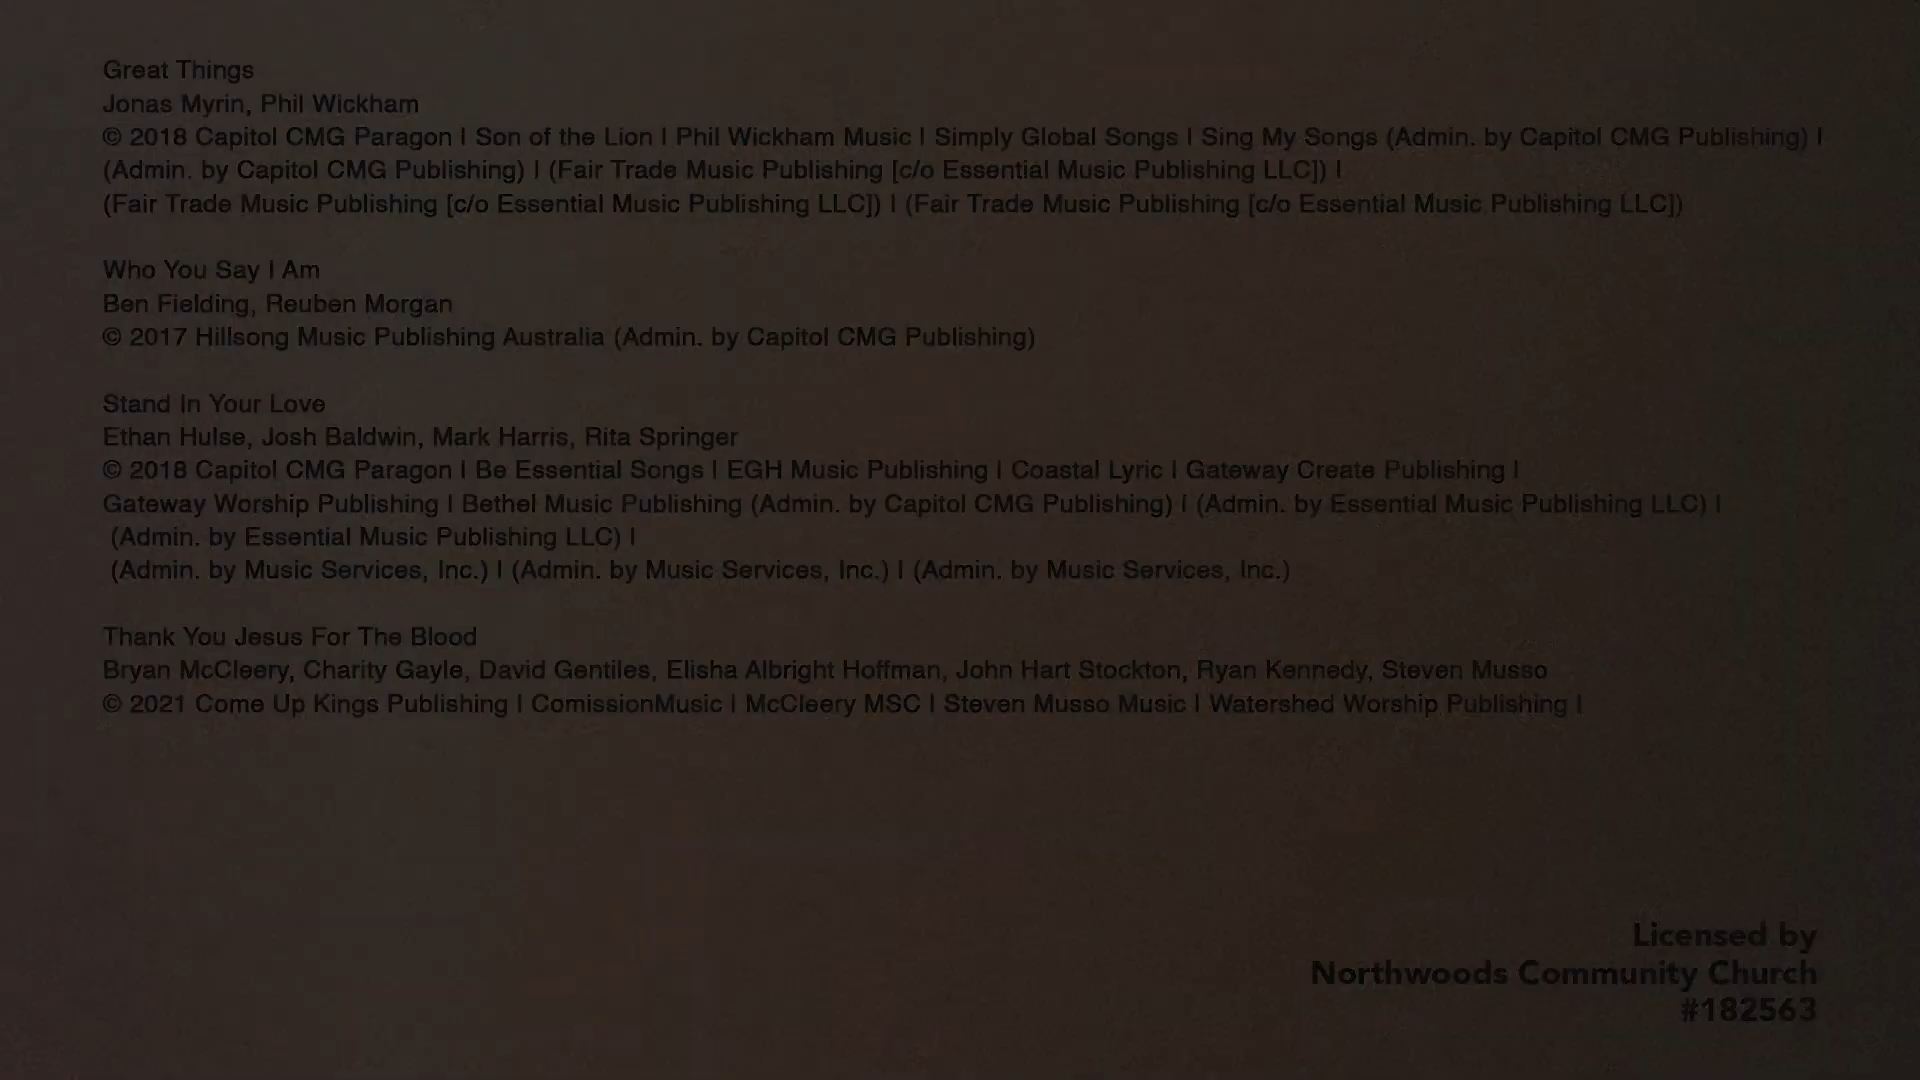 Great Things
Jonas Myrin, Phil Wickham
© 2018 Capitol CMG Paragon | Son of the Lion | Phil Wickham Music | Simply Global Songs | Sing My Songs (Admin. by Capitol CMG Publishing) |
(Admin. by Capitol CMG Publishing) | (Fair Trade Music Publishing [c/o Essential Music Publishing LLC]) |
(Fair Trade Music Publishing [c/o Essential Music Publishing LLC]) | (Fair Trade Music Publishing [c/o Essential Music Publishing LLC])
Who You Say I Am
Ben Fielding, Reuben Morgan
© 2017 Hillsong Music Publishing Australia (Admin. by Capitol CMG Publishing)
Stand In Your Love
Ethan Hulse, Josh Baldwin, Mark Harris, Rita Springer
© 2018 Capitol CMG Paragon | Be Essential Songs | EGH Music Publishing | Coastal Lyric | Gateway Create Publishing |
Gateway Worship Publishing | Bethel Music Publishing (Admin. by Capitol CMG Publishing) | (Admin. by Essential Music Publishing LLC) |
(Admin. by Essential Music Publishing LLC) |
(Admin. by Music Services, Inc.) | (Admin. by Music Services, Inc.) | (Admin. by Music Services, Inc.)
Thank You Jesus For The Blood
Bryan McCleery, Charity Gayle, David Gentiles, Elisha Albright Hoffman, John Hart Stockton, Ryan Kennedy, Steven Musso
© 2021 Come Up Kings Publishing | ComissionMusic | McCleery MSC | Steven Musso Music | Watershed Worship Publishing |
Licensed by
Northwoods Community Church
#182563